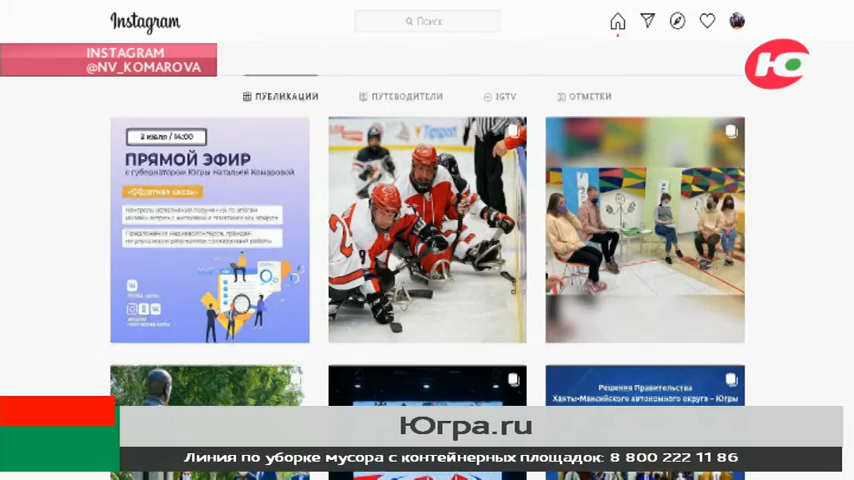 Instagram
Поиск
INSTAGRAM
@NV_KOMAROVA
Ю
ПУБЛИКАЦИИ
ПУТЕВОДИТЕЛИ
IGTV
ОТМЕТКИ
2 июля / 14:00
ПРЯМОЙ ЭФИР
с губернатором Югры Натальей Комаровой
«Обратная связь»
Tipsport
9
Решения Правительства
Ханты-Мансийского автономного округа – Югры
Югра.ru
Линия по уборке мусора с контейнерных площадок: 8 800 222 11 86